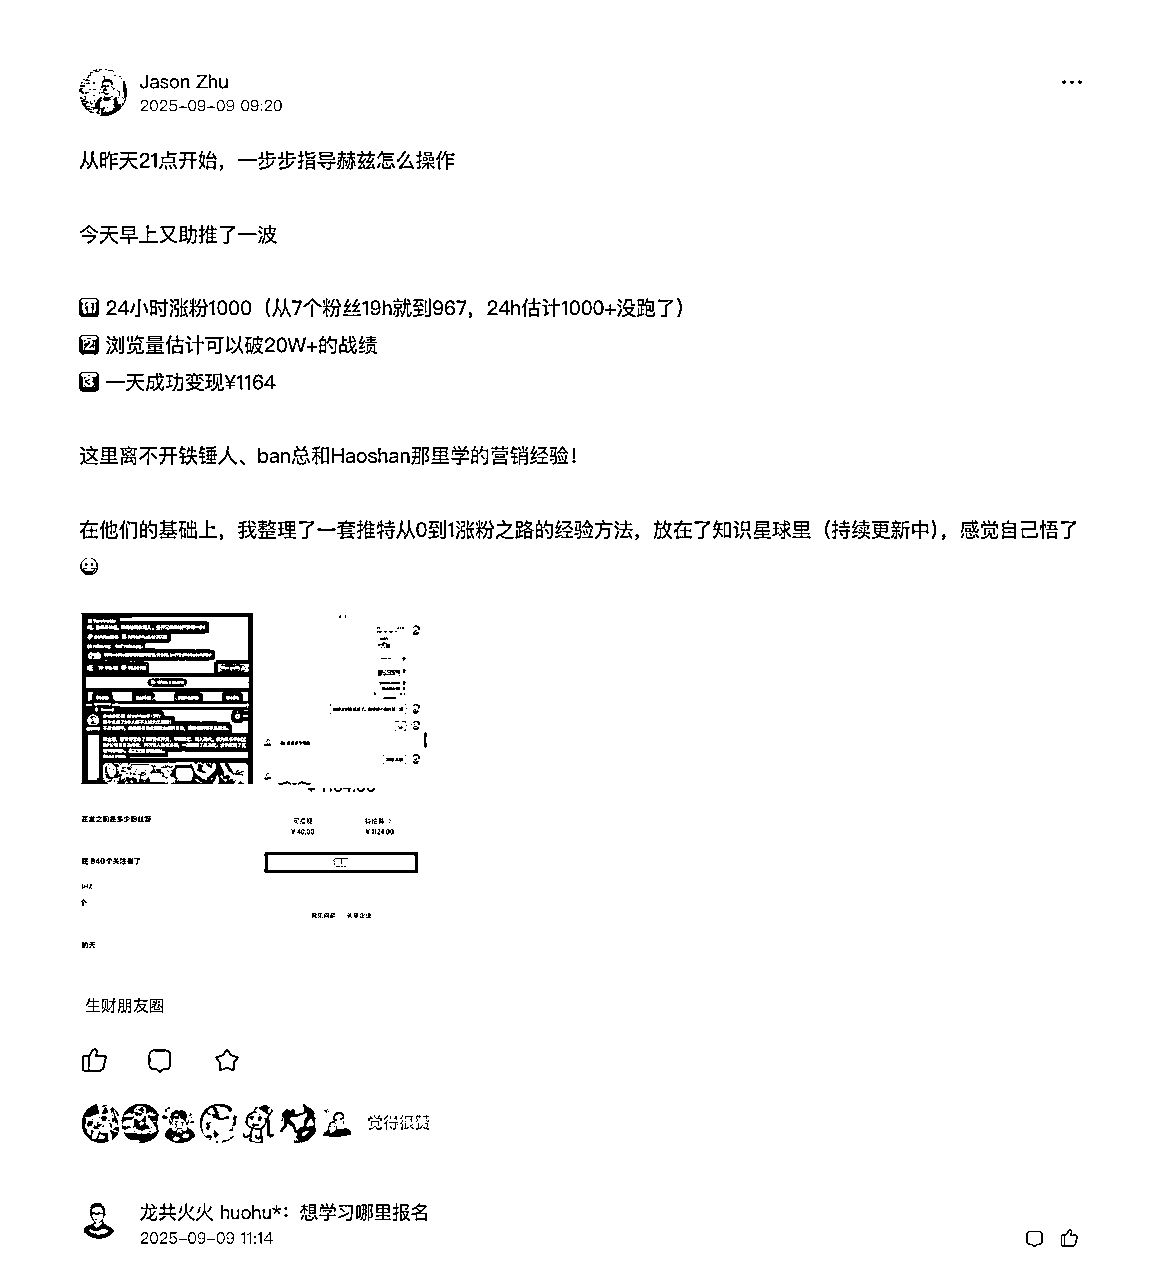 Jason Zhu
2025-09-09 09:20
从昨天21点开始，一步步指导赫兹怎么操作
今天早上又助推了一波
1 24小时涨粉1000（从7个粉丝19h就到967，24h估计1000+没跑了）
2 浏览量估计可以破20W+的战绩
3 一天成功变现¥1164
这里离不开铁锤人、ban总和Haoshan那里学的营销经验！
在他们的基础上，我整理了一套推特从0到1涨粉之路的经验方法，放在了知识星球里（持续更新中），感觉自己悟了
😀
¥40.00 ¥1124.00
的天
生财朋友圈
觉得很赞
龙共火火 huohu*：想学习哪里报名
2025-09-09 11:14